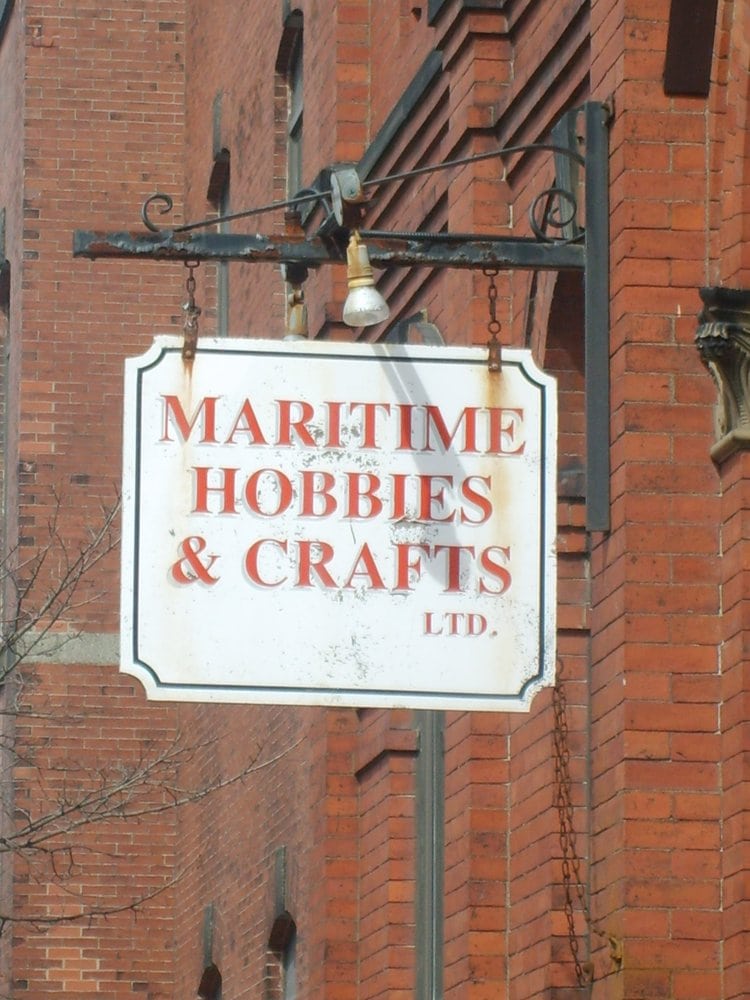 MARITIME
HOBBIES
& CRAFTS
LTD.